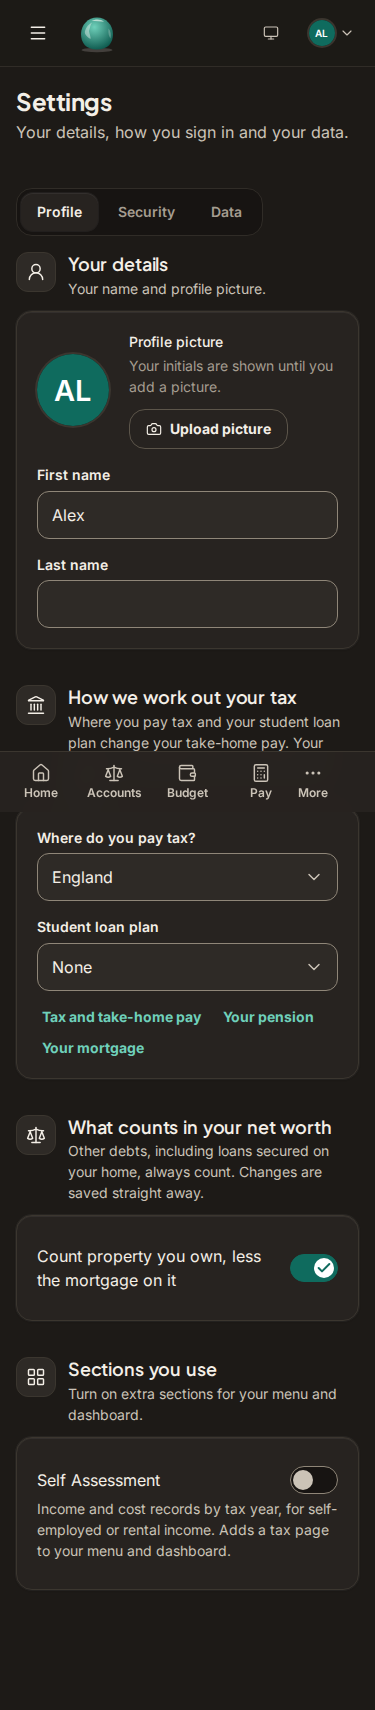 AL
Settings
Your details, how you sign in and your data.
Profile
Security
Data
Your details
Your name and profile picture.
AL
Profile picture
Your initials are shown until you
add a picture.
Upload picture
First name
Alex
Last name
How we work out your tax
Where you pay tax and your student loan
plan change your take-home pay. Your
Home
Accounts
Budget
Pay
More
Where do you pay tax?
England
Student loan plan
None
Tax and take-home pay
Your pension
Your mortgage
What counts in your net worth
Other debts, including loans secured on
your home, always count. Changes are
saved straight away.
Count property you own, less
the mortgage on it
Sections you use
Turn on extra sections for your menu and
dashboard.
Self Assessment
Income and cost records by tax year, for self-
employed or rental income. Adds a tax page
to your menu and dashboard.